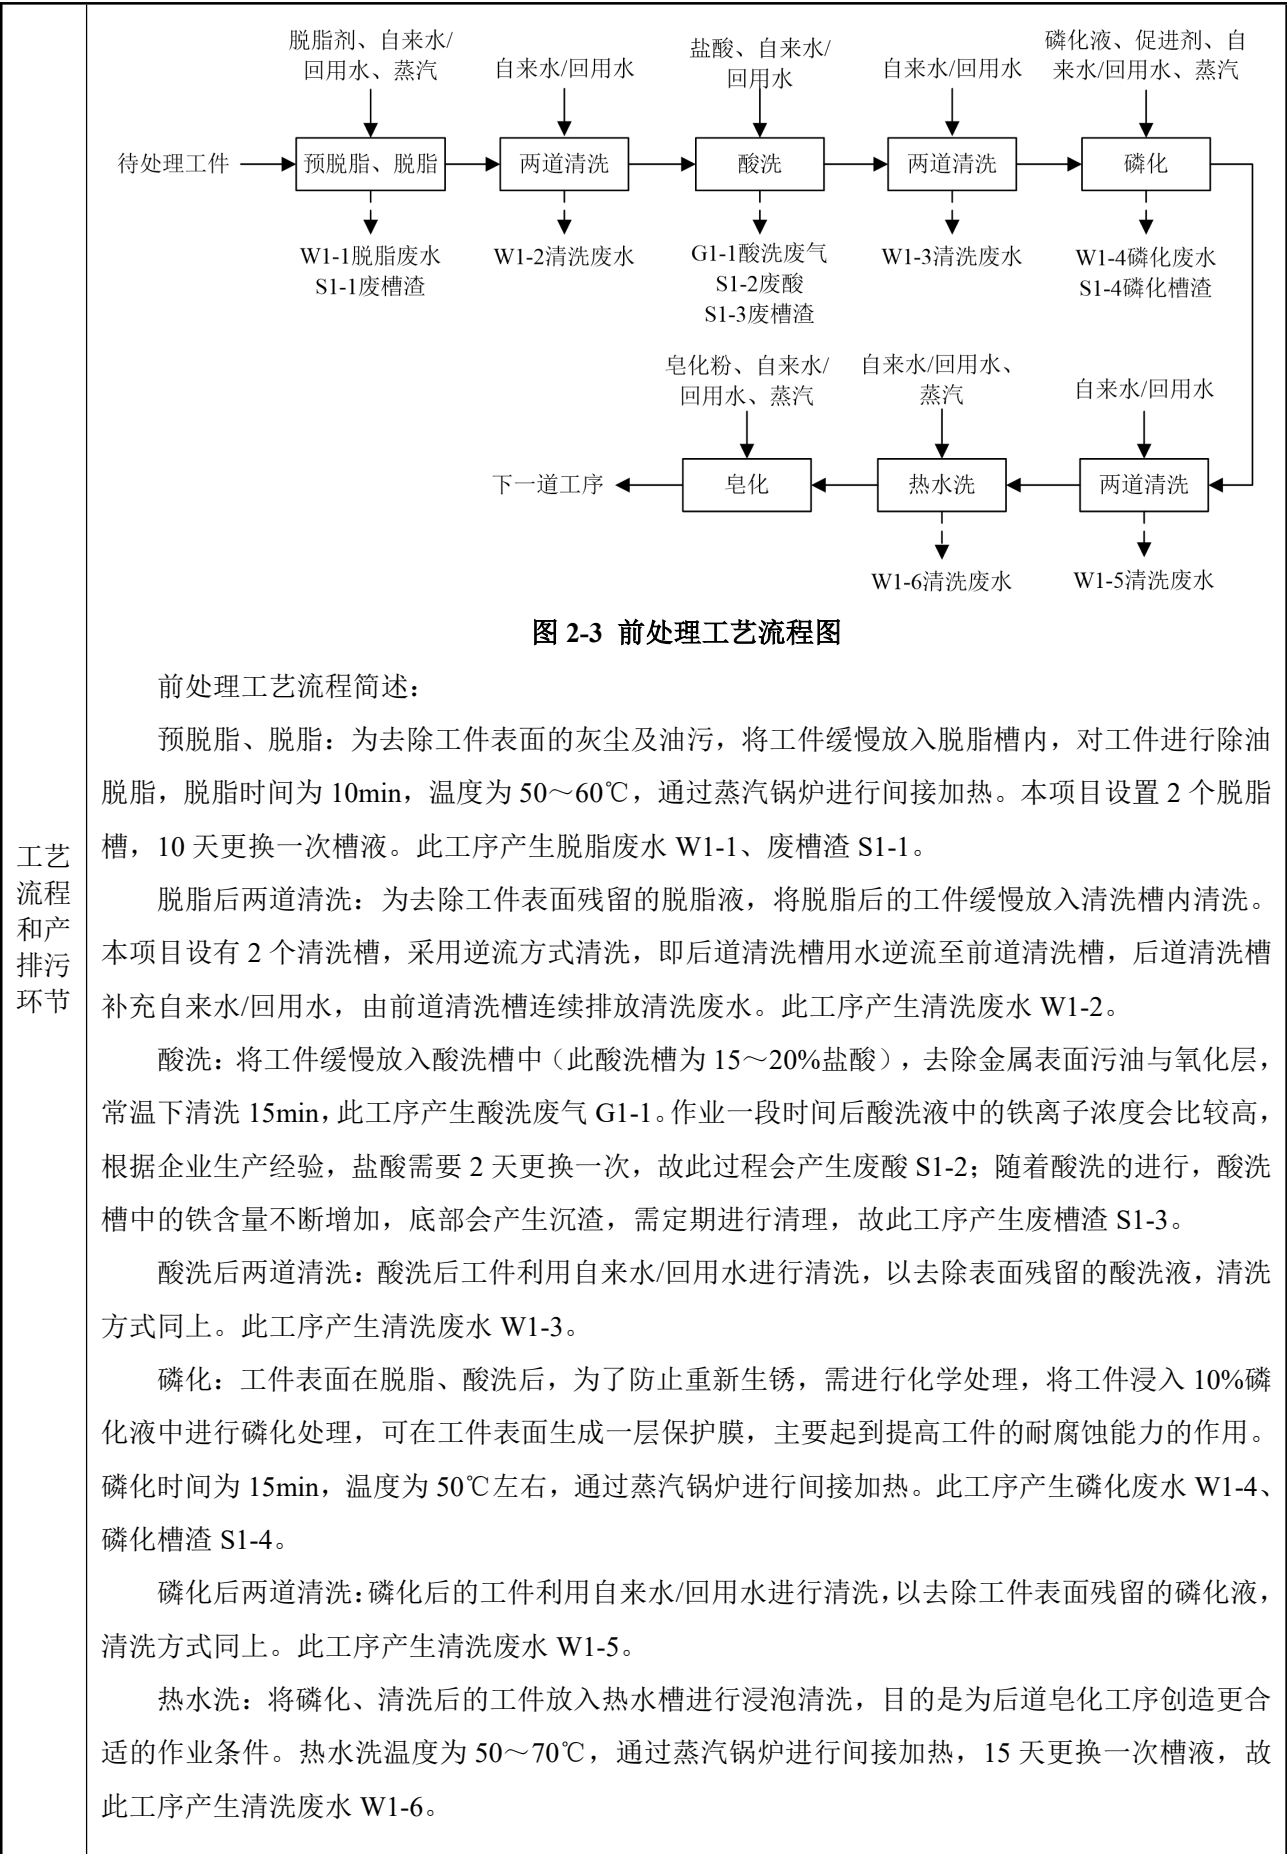 脱脂剂、自来水/
回用水、蒸汽
自来水/回用水
盐酸、自来水/
回用水
自来水/回用水
磷化液、促进剂、自
来水/回用水、蒸汽
待处理工件
预脱脂、脱脂
两道清洗
酸洗
两道清洗
磷化
W1-1脱脂废水
S1-1废槽渣
W1-2清洗废水
G1-1酸洗废气
S1-2废酸
S1-3废槽渣
W1-3清洗废水
W1-4磷化废水
S1-4磷化槽渣
皂化粉、自来水/
回用水、蒸汽
自来水/回用水、
蒸汽
自来水/回用水
下一道工序
皂化
热水洗
两道清洗
W1-6清洗废水
W1-5清洗废水
图 2-3 前处理工艺流程图
工艺
流程
和产
排污
环节
前处理工艺流程简述：
预脱脂、脱脂：为去除工件表面的灰尘及油污，将工件缓慢放入脱脂槽内，对工件进行除油
脱脂，脱脂时间为 10min，温度为 50～60℃，通过蒸汽锅炉进行间接加热。本项目设置 2 个脱脂
槽，10 天更换一次槽液。此工序产生脱脂废水 W1-1、废槽渣 S1-1。
脱脂后两道清洗：为去除工件表面残留的脱脂液，将脱脂后的工件缓慢放入清洗槽内清洗。
本项目设有 2 个清洗槽，采用逆流方式清洗，即后道清洗槽用水逆流至前道清洗槽，后道清洗槽
补充自来水/回用水，由前道清洗槽连续排放清洗废水。此工序产生清洗废水 W1-2。
酸洗：将工件缓慢放入酸洗槽中（此酸洗槽为 15～20%盐酸），去除金属表面污油与氧化层，
常温下清洗 15min，此工序产生酸洗废气 G1-1。作业一段时间后酸洗液中的铁离子浓度会比较高，
根据企业生产经验，盐酸需要 2 天更换一次，故此过程会产生废酸 S1-2；随着酸洗的进行，酸洗
槽中的铁含量不断增加，底部会产生沉渣，需定期进行清理，故此工序产生废槽渣 S1-3。
酸洗后两道清洗：酸洗后工件利用自来水/回用水进行清洗，以去除表面残留的酸洗液，清洗
方式同上。此工序产生清洗废水 W1-3。
磷化：工件表面在脱脂、酸洗后，为了防止重新生锈，需进行化学处理，将工件浸入 10%磷
化液中进行磷化处理，可在工件表面生成一层保护膜，主要起到提高工件的耐腐蚀能力的作用。
磷化时间为 15min，温度为 50℃左右，通过蒸汽锅炉进行间接加热。此工序产生磷化废水 W1-4、
磷化槽渣 S1-4。
磷化后两道清洗：磷化后的工件利用自来水/回用水进行清洗，以去除工件表面残留的磷化液，
清洗方式同上。此工序产生清洗废水 W1-5。
热水洗：将磷化、清洗后的工件放入热水槽进行浸泡清洗，目的是为后道皂化工序创造更合
适的作业条件。热水洗温度为 50～70℃，通过蒸汽锅炉进行间接加热，15 天更换一次槽液，故
此工序产生清洗废水 W1-6。